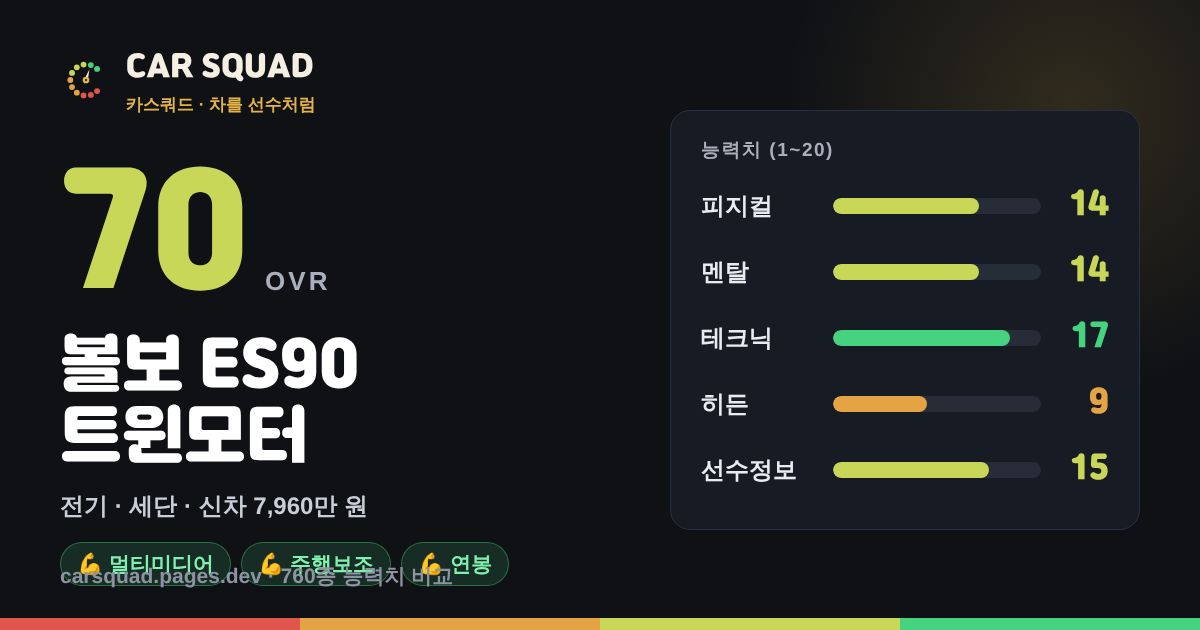 CAR SQUAD
카스쿼드 · 차를 선수처럼
70 OVR
볼보 ES90
트윈모터
전기 · 세단 · 신차 7,960만 원
💪 멀티미디어 💪 주행보조 💪 연봉
carsquad.pages.dev · 760종 능력치 비교
능력치 (1~20)
피지컬 14
멘탈 14
테크닉 17
히든 9
선수정보 15